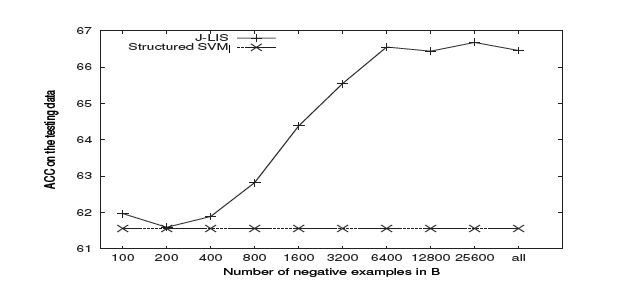 67
66
65
64
63
62
61
ACC on the testing data
J-LIS
Structured SVM
100 200 400 800 1600 3200 6400 12800 25600 all
Number of negative examples in B